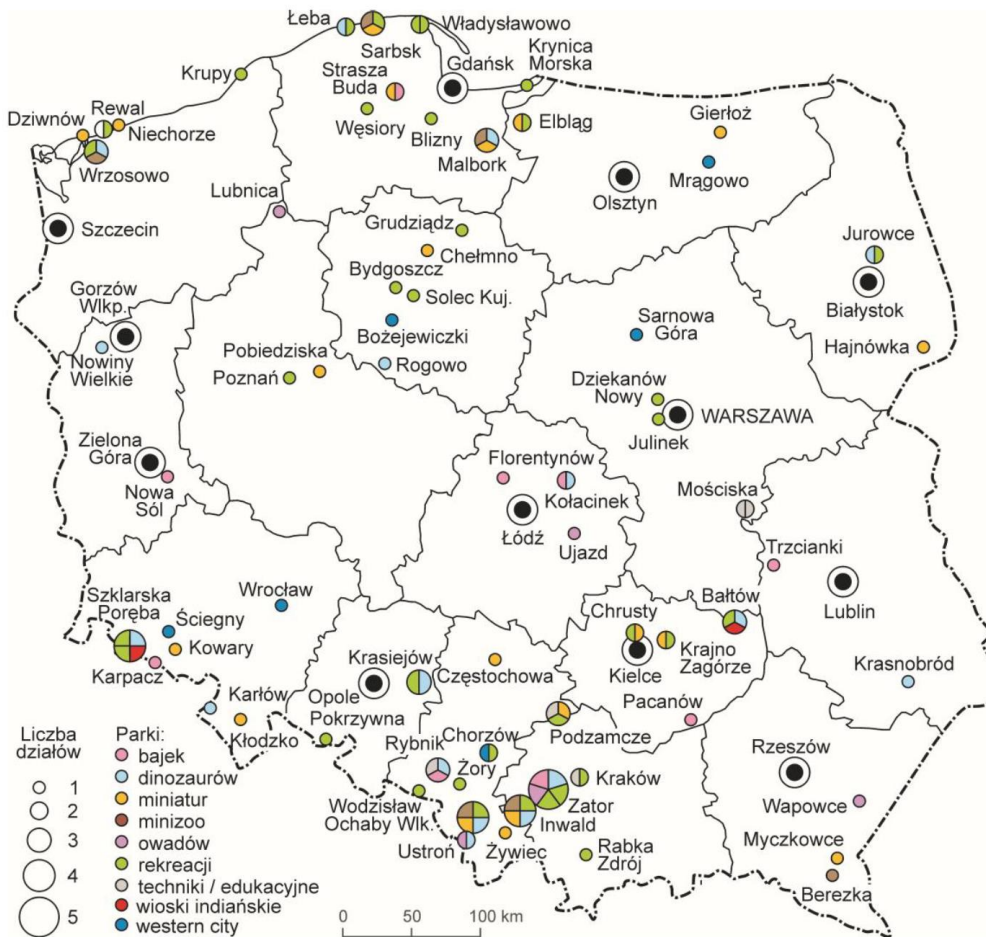 Łeba
Władysławowo
Sarbsk
Gdańsk
Krynica
Morska
Krupy
Strasza
Buda
Rewal
Dziwnów
Niechorze
Węsiory
Blizny
Elbląg
Gierłoż
Wrzosowo
Malbork
Mrągowo
Lubnica
Olsztyn
Szczecin
Grudziądz
Jurowce
Chełmno
Bydgoszcz
Gorzów
Wlkp.
Solec Kuj.
Białystok
Sarnowa
Góra
Bożejewiczki
Nowiny
Wielkie
Pobiedziska
Rogowo
Hajnówka
Poznań
Dziekanów
Nowy
WARSZAWA
Julinek
Zielona
Góra
Florentynów
Nowa
Sól
Kołacinek
Mościska
Łódź
Ujazd
Trzcianki
Wrocław
Szklarska
Poręba
Ściegny
Chrusty
Bałtów
Lublin
Kowary
Karpacz
Krasiejów
Częstochowa
Kielce
Krajno
Zagórze
Krasnobród
Karłów
Opole
Pacanów
Kłodzko
Pokrzywna
Podzamcze
Rybnik
Chorzów
Rzeszów
Żory
Kraków
Wodzisław
Zator
Wapowce
Ochaby Wlk.
Inwald
Ustroń
Żywiec
Rabka
Zdrój
Myczkowce
Berezka
Liczba
działów
1
2
3
4
5
Parki:
bajek
dinozaurów
miniatur
minizoo
owadów
rekreacji
techniki / edukacyjne
wioski indiańskie
western city
0 50 100 km